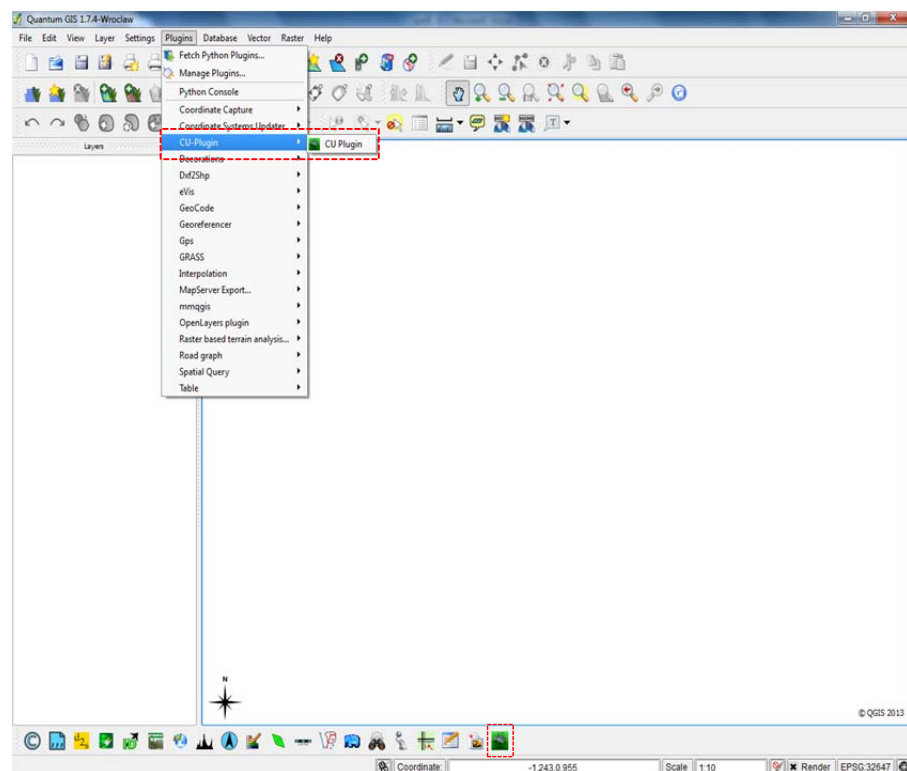 Quantum GIS 1.7.4-Wroclaw
File Edit View Layer Settings Plugins Database Vector Raster Help
Fetch Python Plugins...
Manage Plugins...
Python Console
Coordinate Capture
Coordinate Systems Updater
CU-Plugin
CU Plugin
Decorations
Dxf2Shp
eVis
GeoCode
Georeferencer
Gps
GRASS
Interpolation
MapServer Export...
mmqgis
OpenLayers plugin
Raster based terrain analysis...
Road graph
Spatial Query
Table
Layers
N
© QGIS 2013
Coordinate: -1.243,0.955 Scale 1:10 Render EPSG:32647